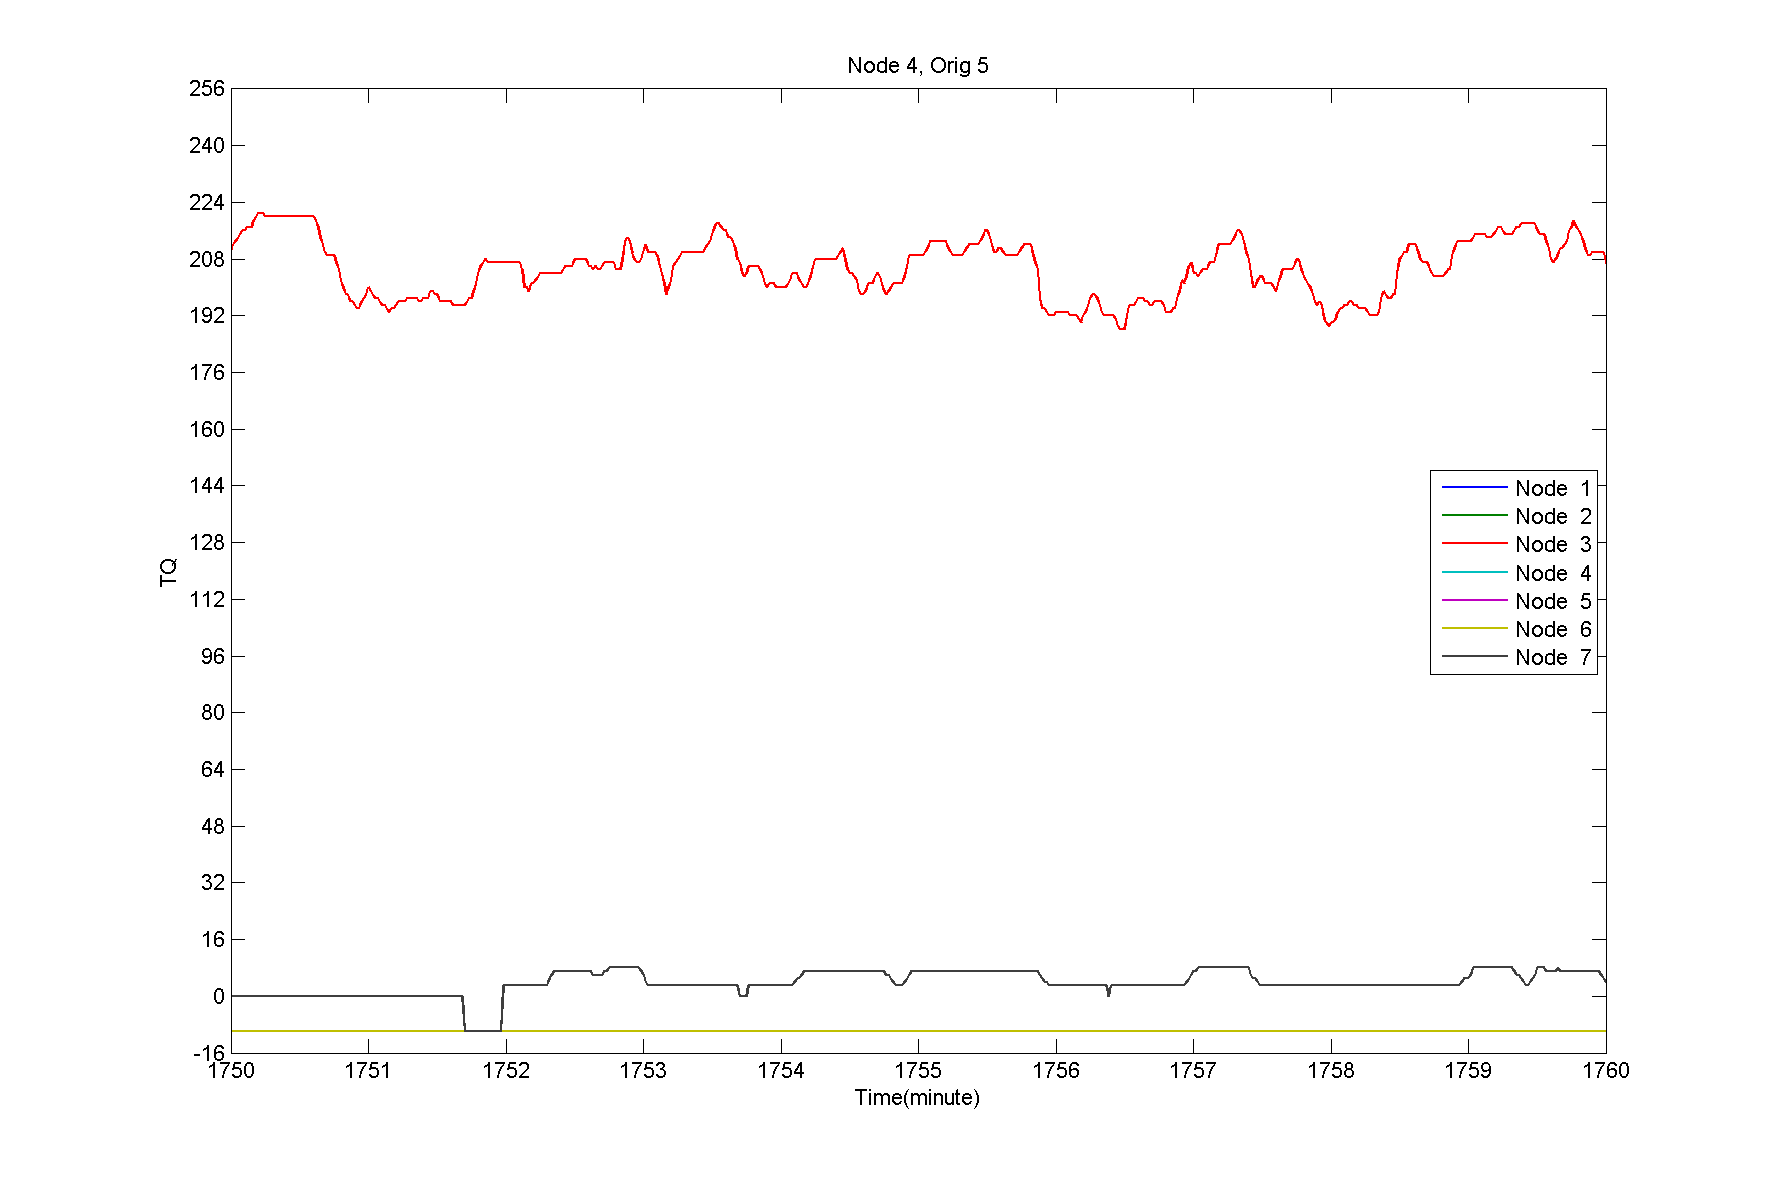 Node 4, Orig 5
256
240
224
208
192
176
160
144
128
112
96
80
64
48
32
16
0
-16
TQ
Node 1
Node 2
Node 3
Node 4
Node 5
Node 6
Node 7
1750 1751 1752 1753 1754 1755 1756 1757 1758 1759 1760
Time(minute)